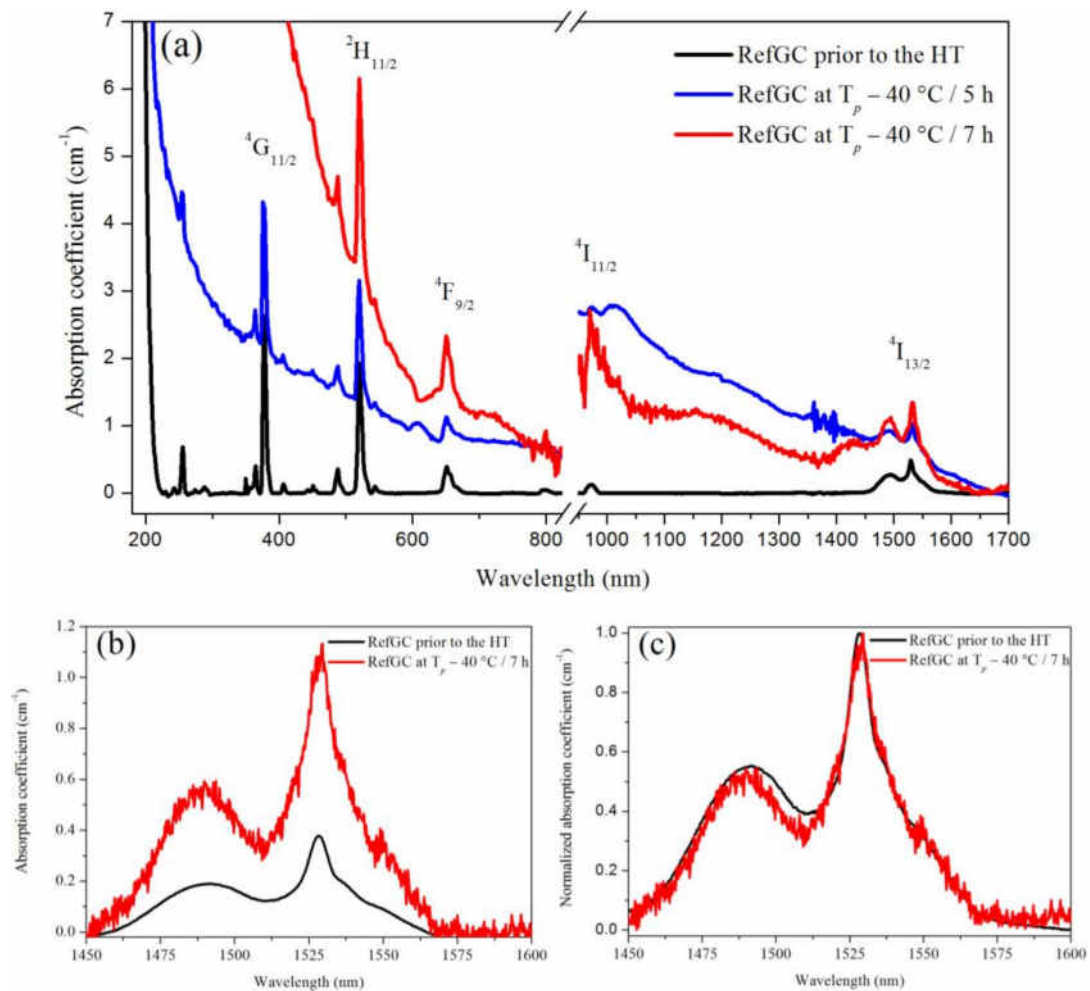 (a)
RefGC prior to the HT
RefGC at Tₚ – 40 °C / 5 h
RefGC at Tₚ – 40 °C / 7 h
²H₁₁/₂
⁴G₁₁/₂
⁴F₉/₂
⁴I₁₁/₂
⁴I₁₃/₂
Absorption coefficient (cm⁻¹)
7
6
5
4
3
2
1
0
200 400 600 800 1000 1100 1200 1300 1400 1500 1600 1700
Wavelength (nm)
(b)
RefGC prior to the HT
RefGC at Tₚ – 40 °C / 7 h
Absorption coefficient (cm⁻¹)
1.2
1.0
0.8
0.6
0.4
0.2
0.0
1450 1475 1500 1525 1550 1575 1600
Wavelength (nm)
(c)
RefGC prior to the HT
RefGC at Tₚ – 40 °C / 7 h
Normalized absorption coefficient (cm⁻¹)
1.0
0.8
0.6
0.4
0.2
0.0
1450 1475 1500 1525 1550 1575 1600
Wavelength (nm)